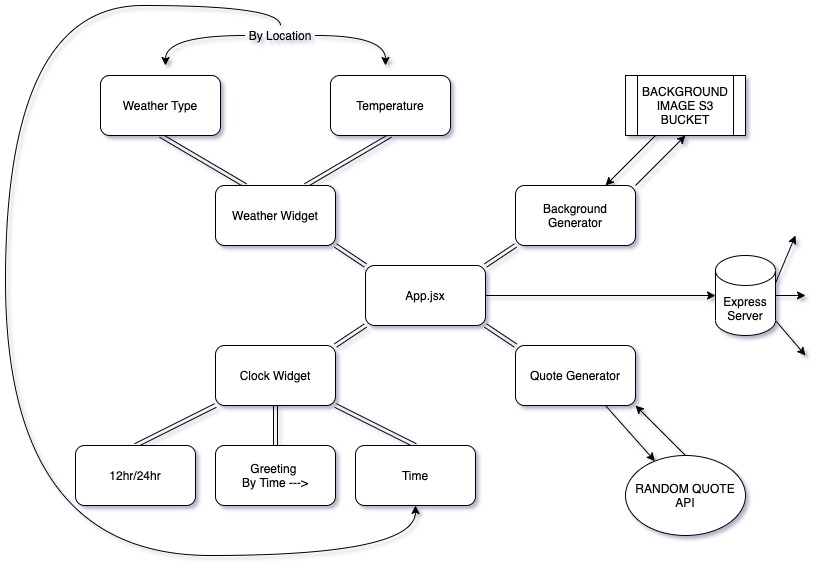 By Location
Weather Type
Temperature
BACKGROUND
IMAGE S3
BUCKET
Weather Widget
Background
Generator
App.jsx
Express
Server
Clock Widget
Quote Generator
12hr/24hr
Greeting
By Time --->
Time
RANDOM QUOTE
API